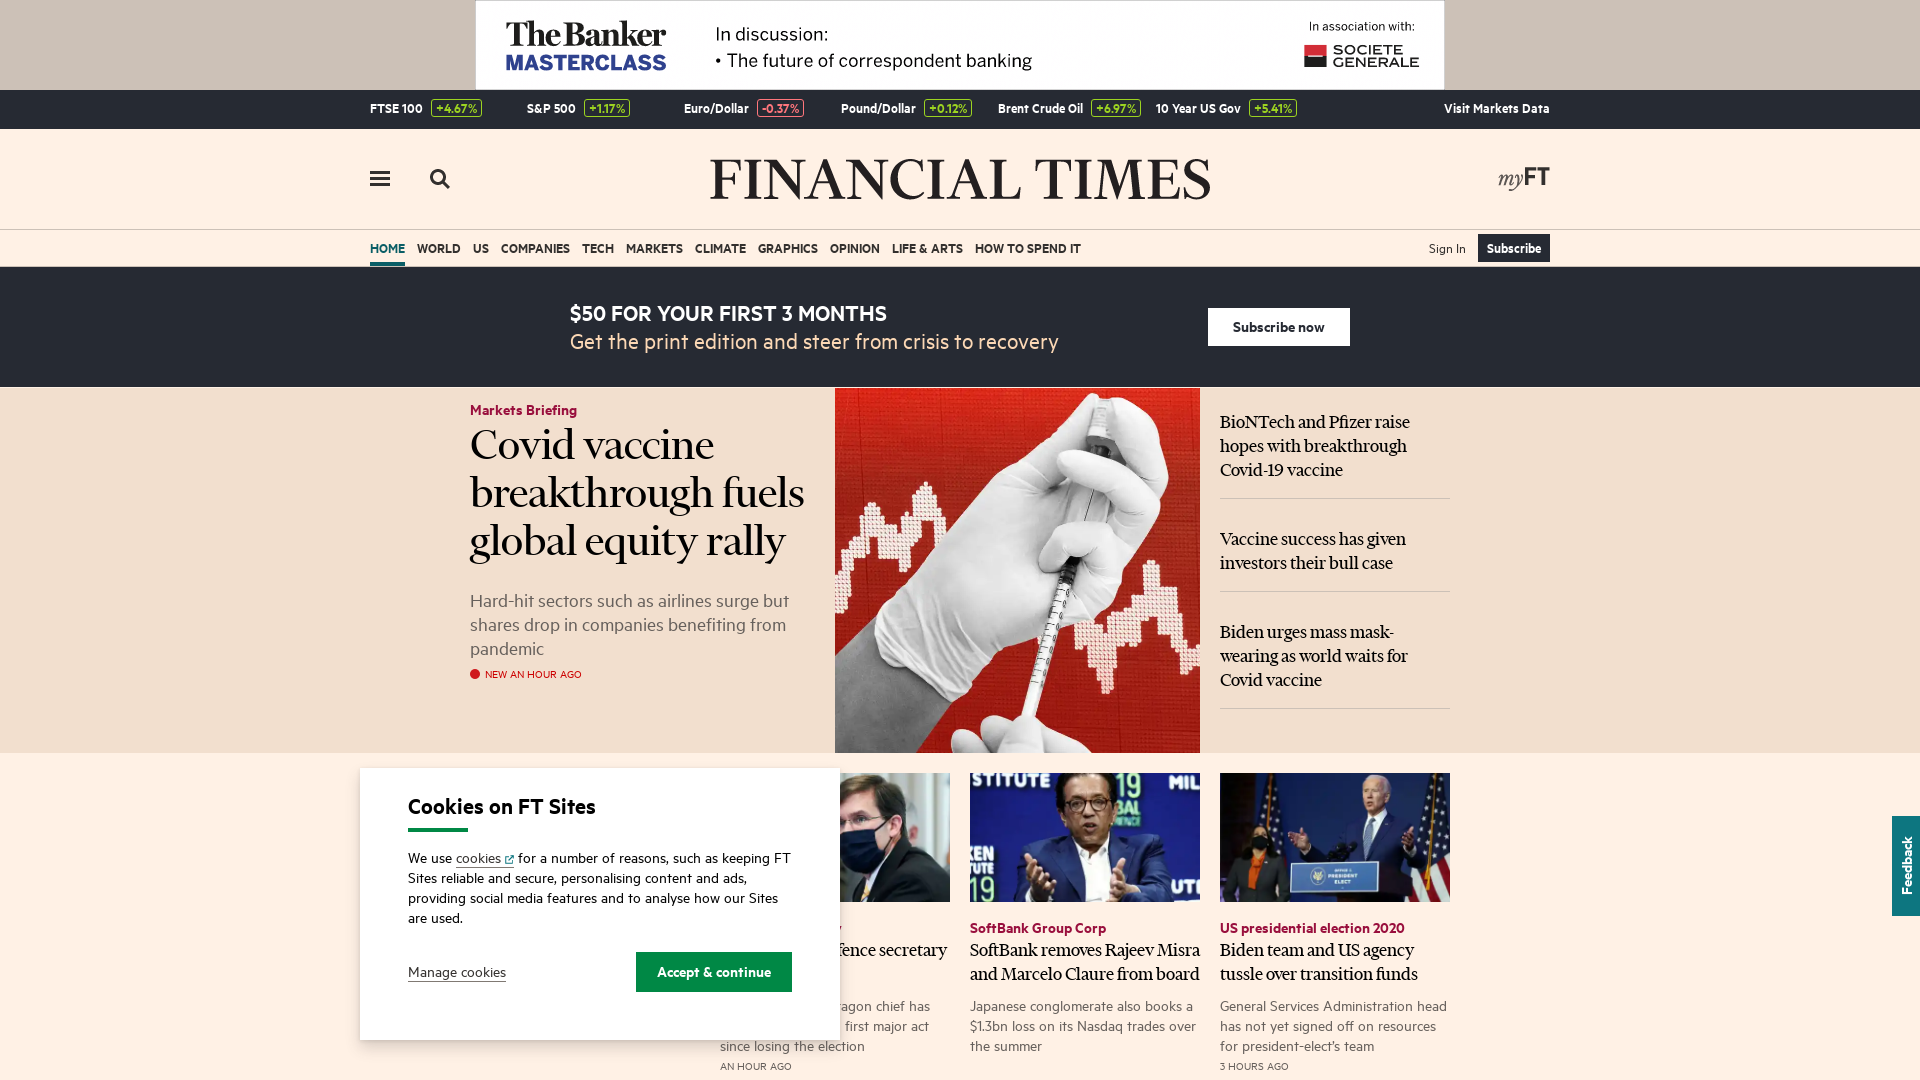 The Banker
MASTERCLASS
In discussion:
• The future of correspondent banking
In association with:
SOCIETE
GENERALE
FTSE 100 +4.67% S&P 500 +1.17% Euro/Dollar -0.37% Pound/Dollar +0.12% Brent Crude Oil +6.97% 10 Year US Gov +5.41% Visit Markets Data
FINANCIAL TIMES
myFT
HOME WORLD US COMPANIES TECH MARKETS CLIMATE GRAPHICS OPINION LIFE & ARTS HOW TO SPEND IT Sign In Subscribe
$50 FOR YOUR FIRST 3 MONTHS
Get the print edition and steer from crisis to recovery
Subscribe now
Markets Briefing
Covid vaccine
breakthrough fuels
global equity rally
Hard-hit sectors such as airlines surge but
shares drop in companies benefiting from
pandemic
NEW AN HOUR AGO
BioNTech and Pfizer raise
hopes with breakthrough
Covid-19 vaccine
Vaccine success has given
investors their bull case
Biden urges mass mask-
wearing as world waits for
Covid vaccine
Cookies on FT Sites
We use cookies for a number of reasons, such as keeping FT
Sites reliable and secure, personalising content and ads,
providing social media features and to analyse how our Sites
are used.
Manage cookies
Accept & continue
secretary
chief has
first major act
since losing the election
AN HOUR AGO
STITUTE
19
MIL
SoftBank Group Corp
SoftBank removes Rajeev Misra
and Marcelo Claure from board
Japanese conglomerate also books a
$1.3bn loss on its Nasdaq trades over
the summer
US presidential election 2020
Biden team and US agency
tussle over transition funds
General Services Administration head
has not yet signed off on resources
for president-elect's team
3 HOURS AGO
Feedback